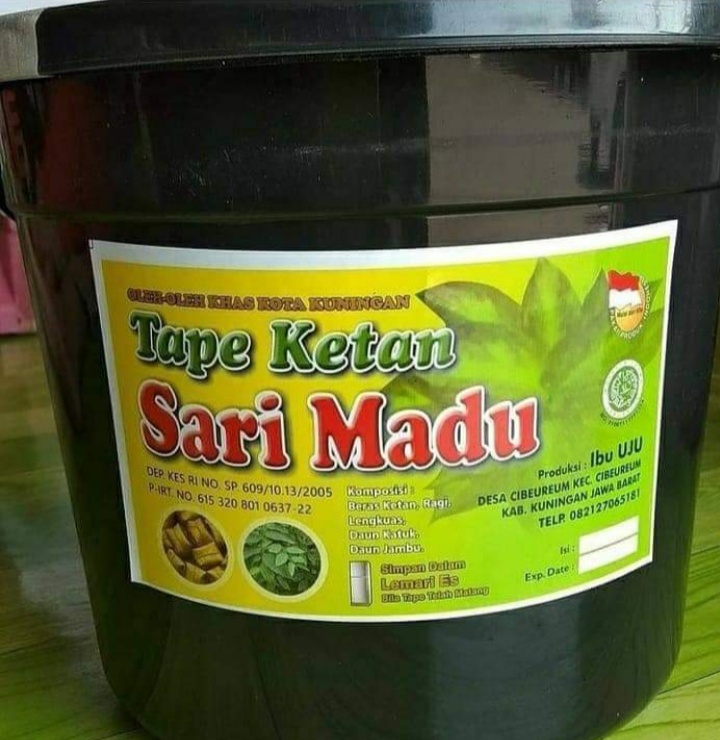 OLEH-OLEH KHAS KOTA KUNINGAN
Tape Ketan
Sari Madu
DEP. KES RI NO. SP. 609/10.13/2005
P-IRT. NO. 615 320 801 0637-22
Komposisi :
Beras Ketan, Ragi,
Lengkuas,
Daun Katuk,
Daun Jambu.
Simpan Dalam
Lemari Es
Bila Tape Telah Matang
Produksi : Ibu UJU
DESA CIBEUREUM KEC. CIBEUREUM
KAB. KUNINGAN JAWA BARAT
TELP. 082127065181
Isi :
Exp. Date :